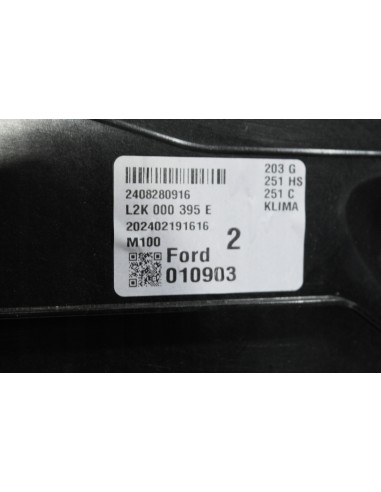 203 G
251 HS
2408280916
251 C
L2K 000 395 E
KLIMA
202402191616
M100
Ford 2
010903